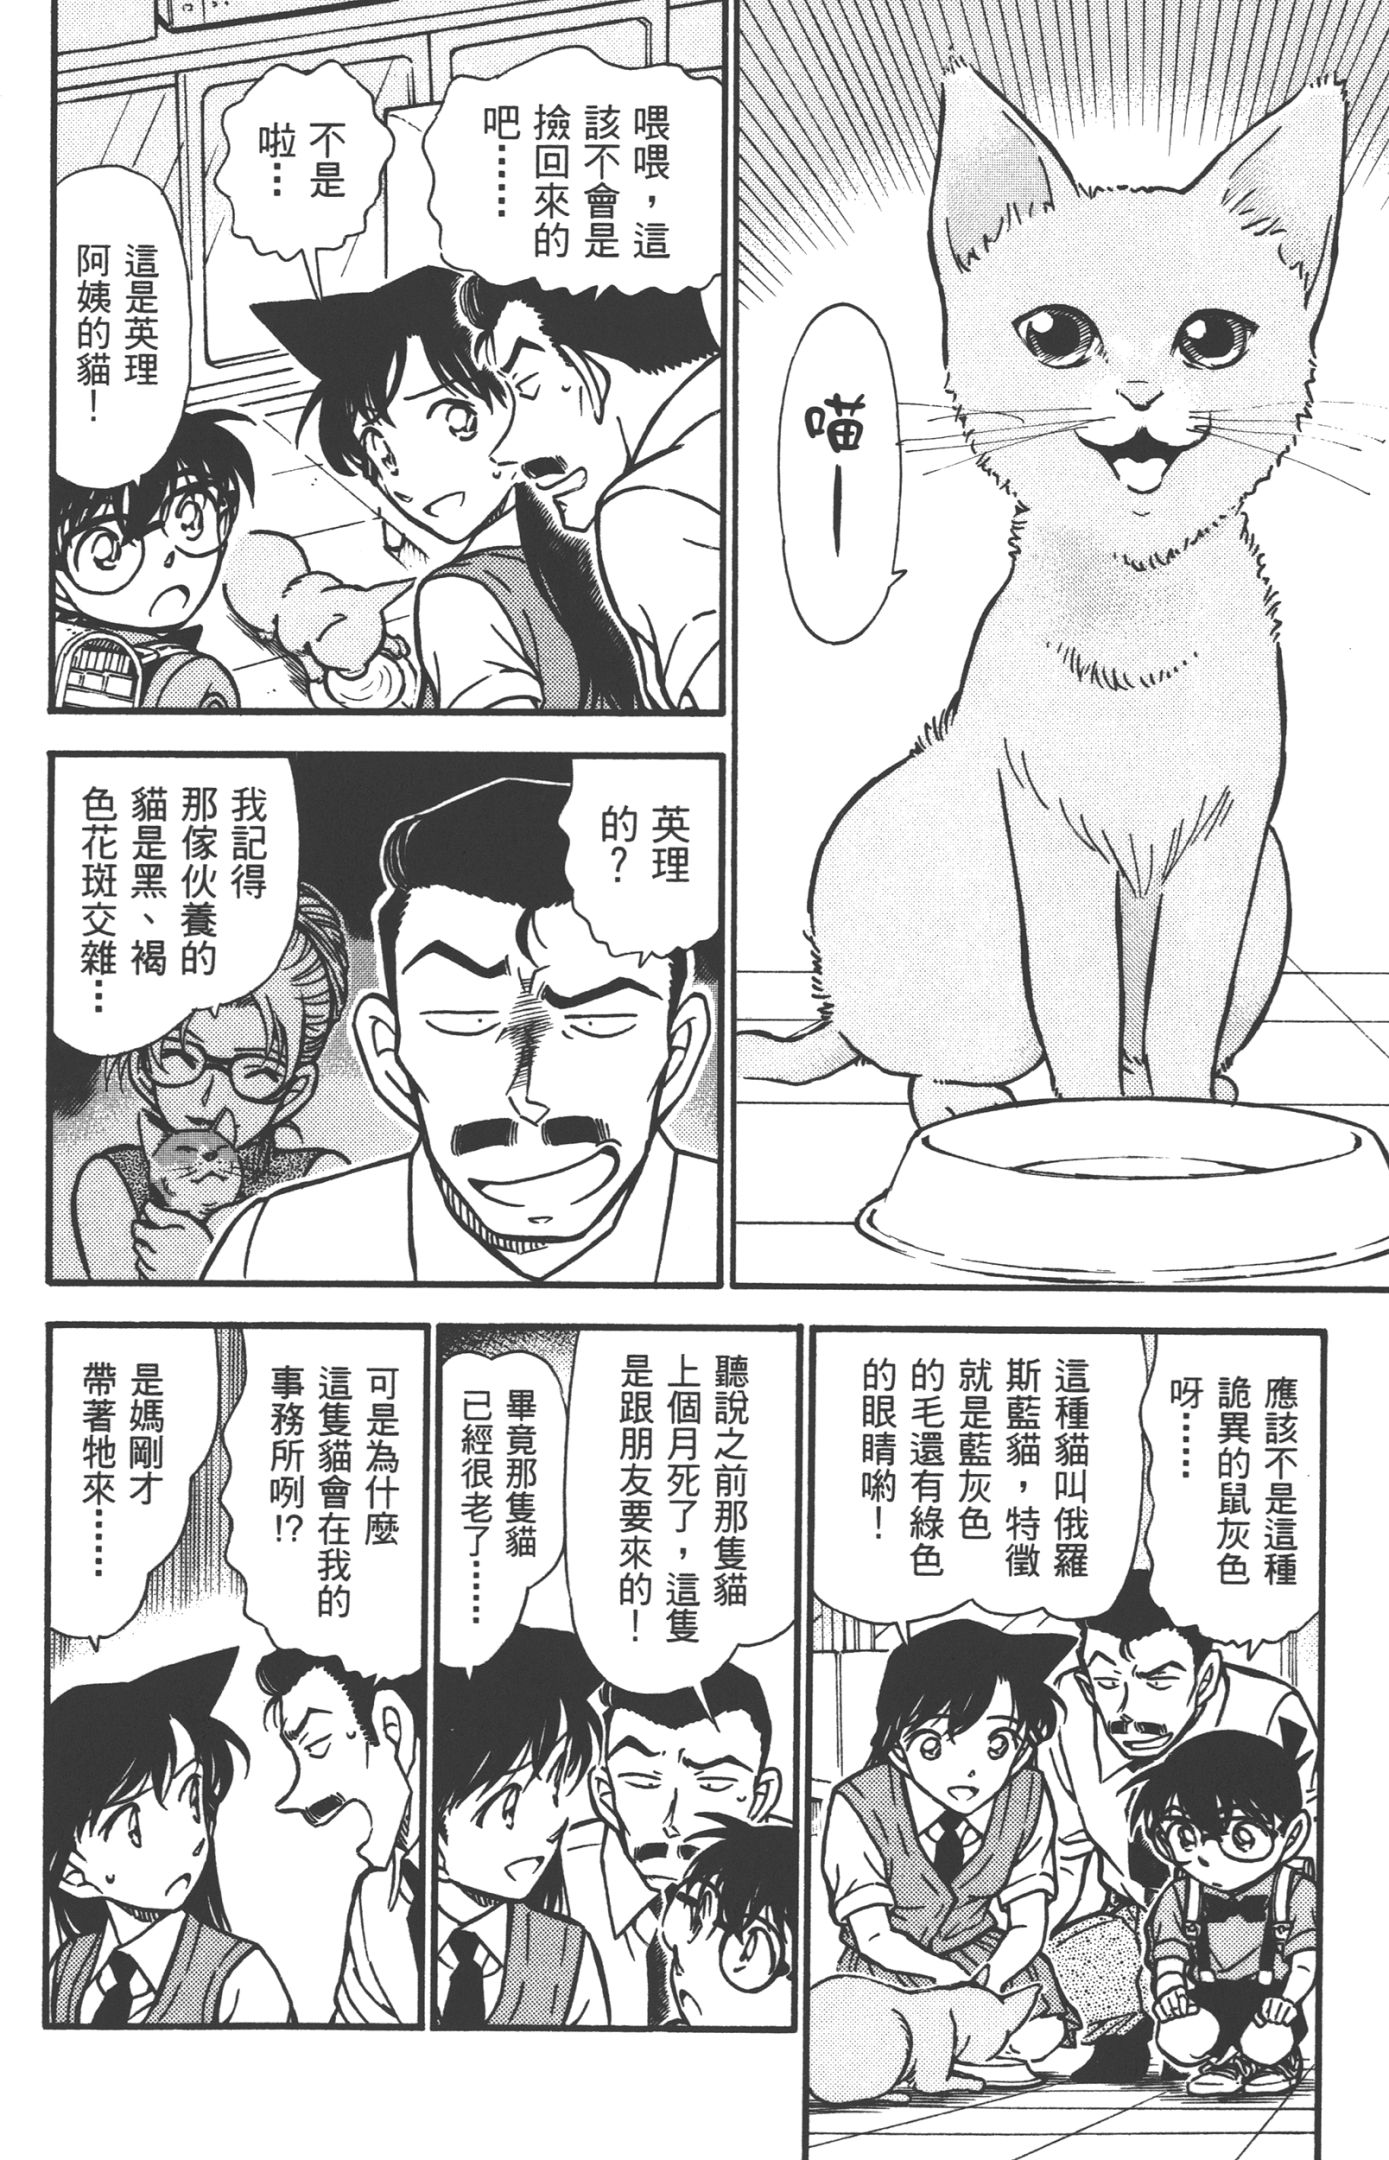 喵ー
喂喂，這
該不會是
撿回來的
吧……
不是
啦…
這是英理
阿姨的貓！
英理
的？
我記得
那傢伙養的
貓是黑、褐
色花斑交雜…
應該不是這種
詭異的鼠灰色
呀……
這種貓叫俄羅
斯藍貓，特徵
就是藍灰色
的毛還有綠色
的眼睛喲！
聽說之前那隻貓
上個月死了，這隻
是跟朋友要來的！
畢竟那隻貓
已經很老了……
可是為什麼
這隻貓會在我的
事務所咧!?
是媽剛才
帶著牠來……